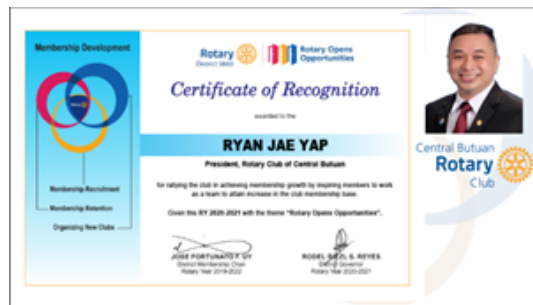 Membership Development
Membership Recruitment
Membership Retention
Organizing New Clubs
Rotary
District 3860
Rotary Opens
Opportunities
Certificate of Recognition
awarded to the
RYAN JAE YAP
President, Rotary Club of Central Butuan
for rallying the club in achieving membership growth by inspiring members to work
as a team to attain increase in the club membership base.
Given this RY 2020-2021 with the theme "Rotary Opens Opportunities".
JOSE FORTUNATO F. UY
District Membership Chair
Rotary Year 2019-2022
RODEL RIEZL S. REYES
District Governor
Rotary Year 2020-2021
Central Butuan
Rotary
Club